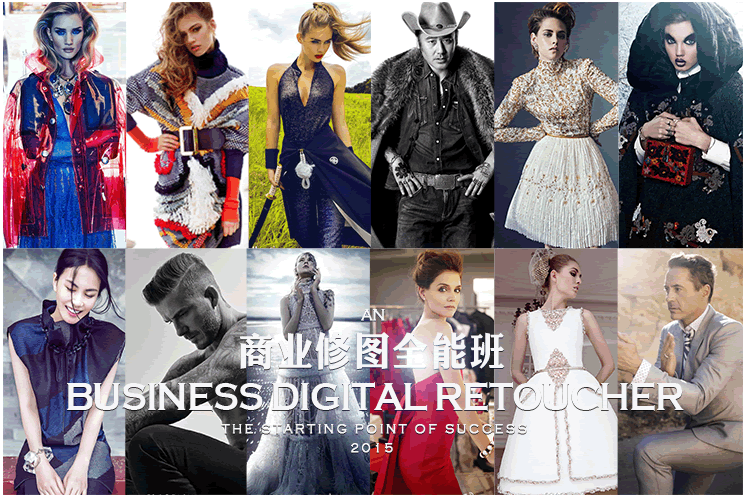 AN
商业修图全能班
BUSINESS DIGITAL RETOUCHER
THE STARTING POINT OF SUCCESS
2015